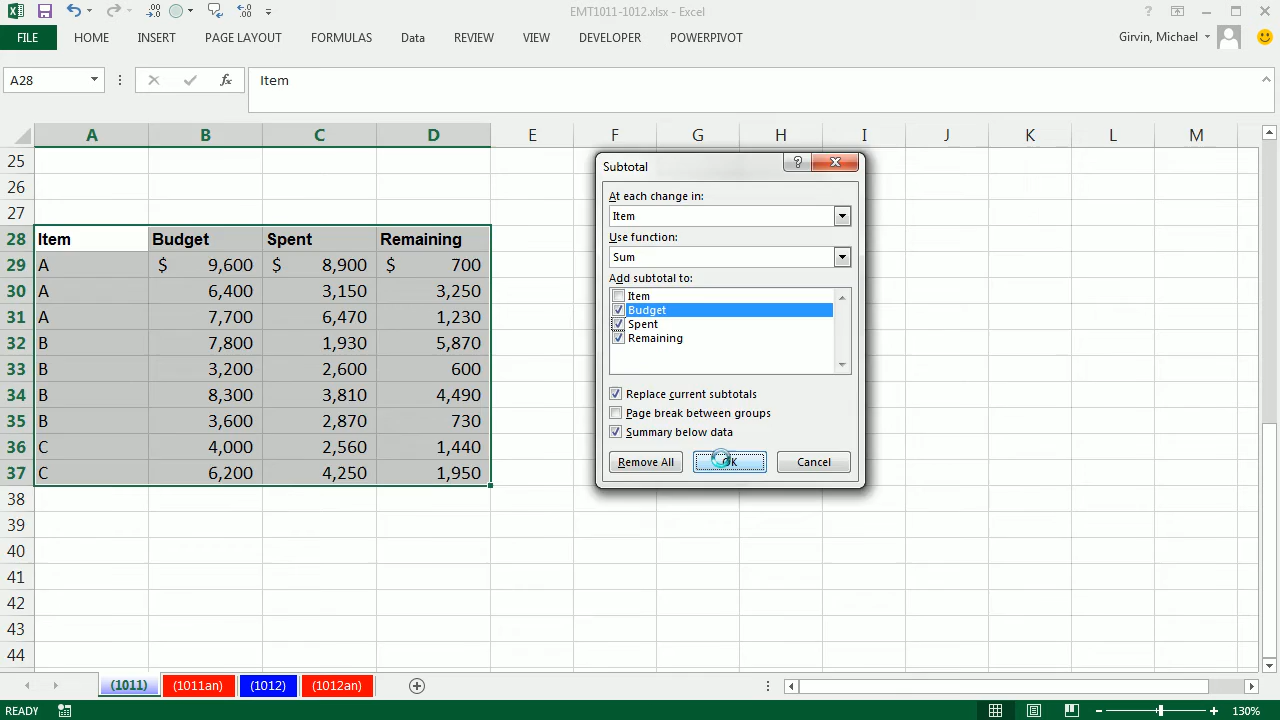 EMT1011-1012.xlsx - Excel
FILE HOME INSERT PAGE LAYOUT FORMULAS Data REVIEW VIEW DEVELOPER POWERPIVOT Girvin, Michael
A28 fx Item
A B C D E F G H I J K L M
25
26
27
28 Item Budget Spent Remaining
29 A $ 9,600 $ 8,900 $ 700
30 A 6,400 3,150 3,250
31 A 7,700 6,470 1,230
32 B 7,800 1,930 5,870
33 B 3,200 2,600 600
34 B 8,300 3,810 4,490
35 B 3,600 2,870 730
36 C 4,000 2,560 1,440
37 C 6,200 4,250 1,950
38
39
40
41
42
43
44
Subtotal
At each change in:
Item
Use function:
Sum
Add subtotal to:
Item
Budget
Spent
Remaining
Replace current subtotals
Page break between groups
Summary below data
Remove All OK Cancel
(1011) (1011an) (1012) (1012an)
READY 130%